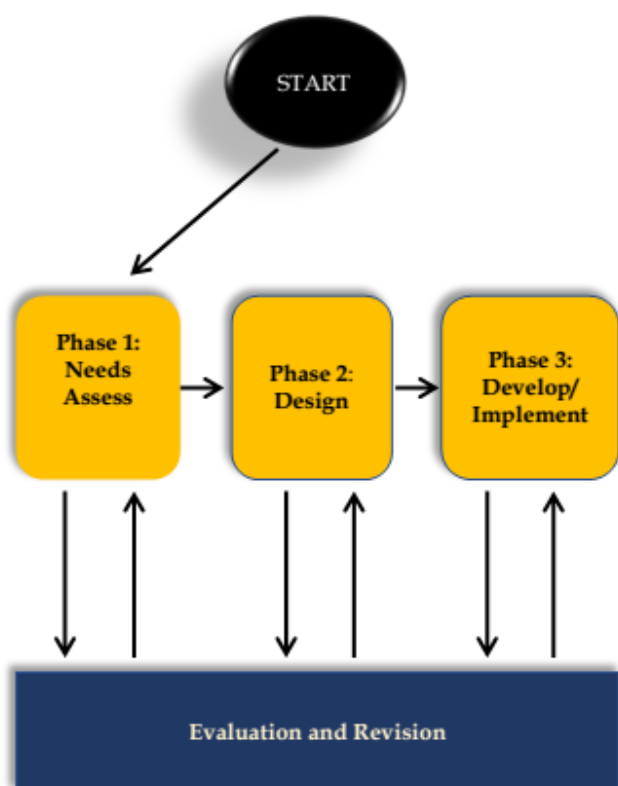 START
Phase 1:
Needs
Assess
Phase 2:
Design
Phase 3:
Develop/
Implement
Evaluation and Revision